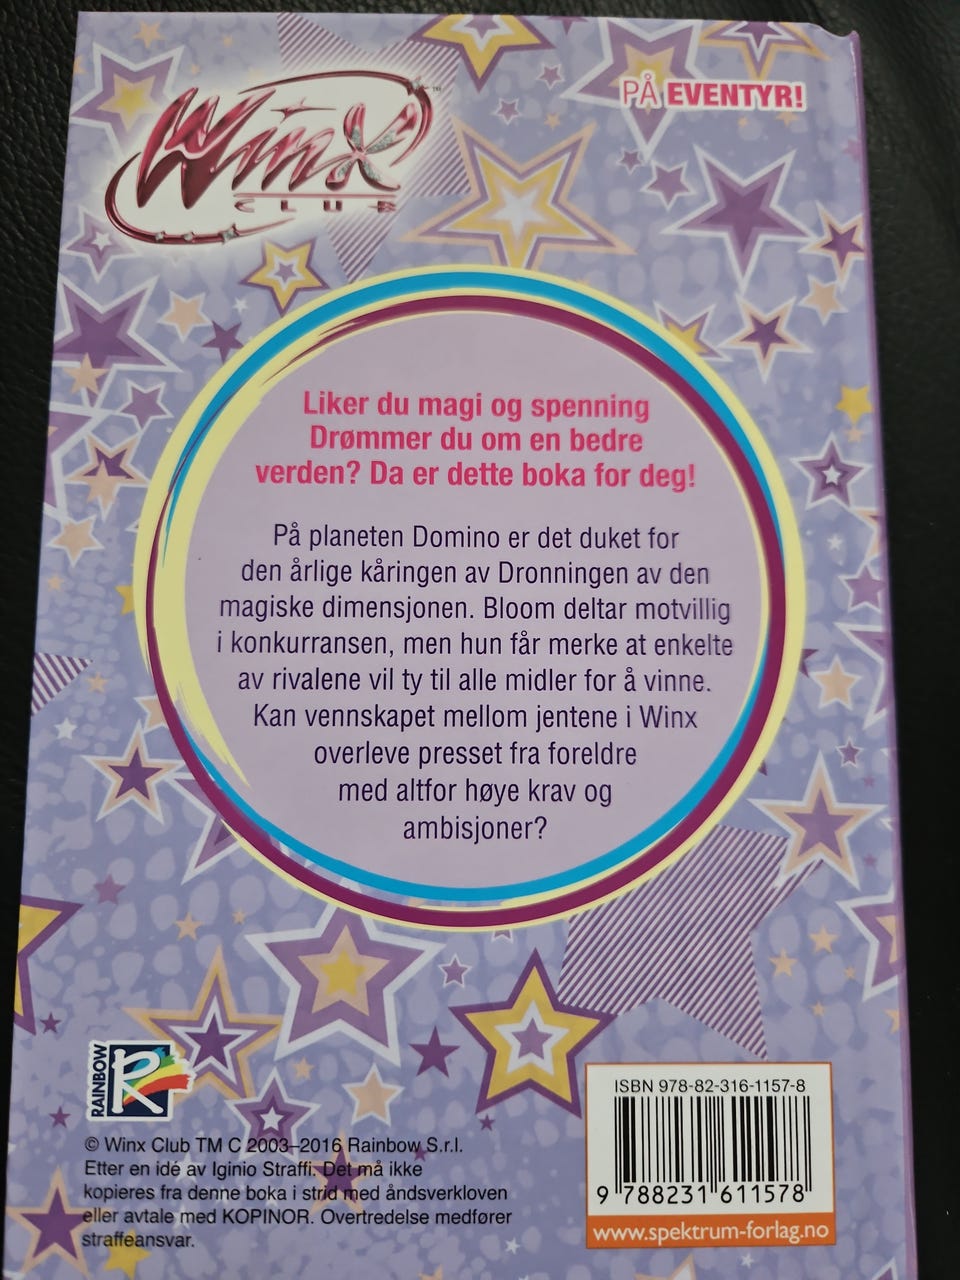 Winx
CLUB
PÅ EVENTYR!
Liker du magi og spenning
Drømmer du om en bedre
verden? Da er dette boka for deg!
På planeten Domino er det duket for
den årlige kåringen av Dronningen av den
magiske dimensjonen. Bloom deltar motvillig
i konkurransen, men hun får merke at enkelte
av rivalene vil ty til alle midler for å vinne.
Kan vennskapet mellom jentene i Winx
overleve presset fra foreldre
med altfor høye krav og
ambisjoner?
RAINBOW
R
© Winx Club TM C 2003–2016 Rainbow S.r.l.
Etter en idé av Iginio Straffi. Det må ikke
kopieres fra denne boka i strid med åndsverkloven
eller avtale med KOPINOR. Overtredelse medfører
straffeansvar.
ISBN 978-82-316-1157-8
9 788231 611578
www.spektrum-forlag.no